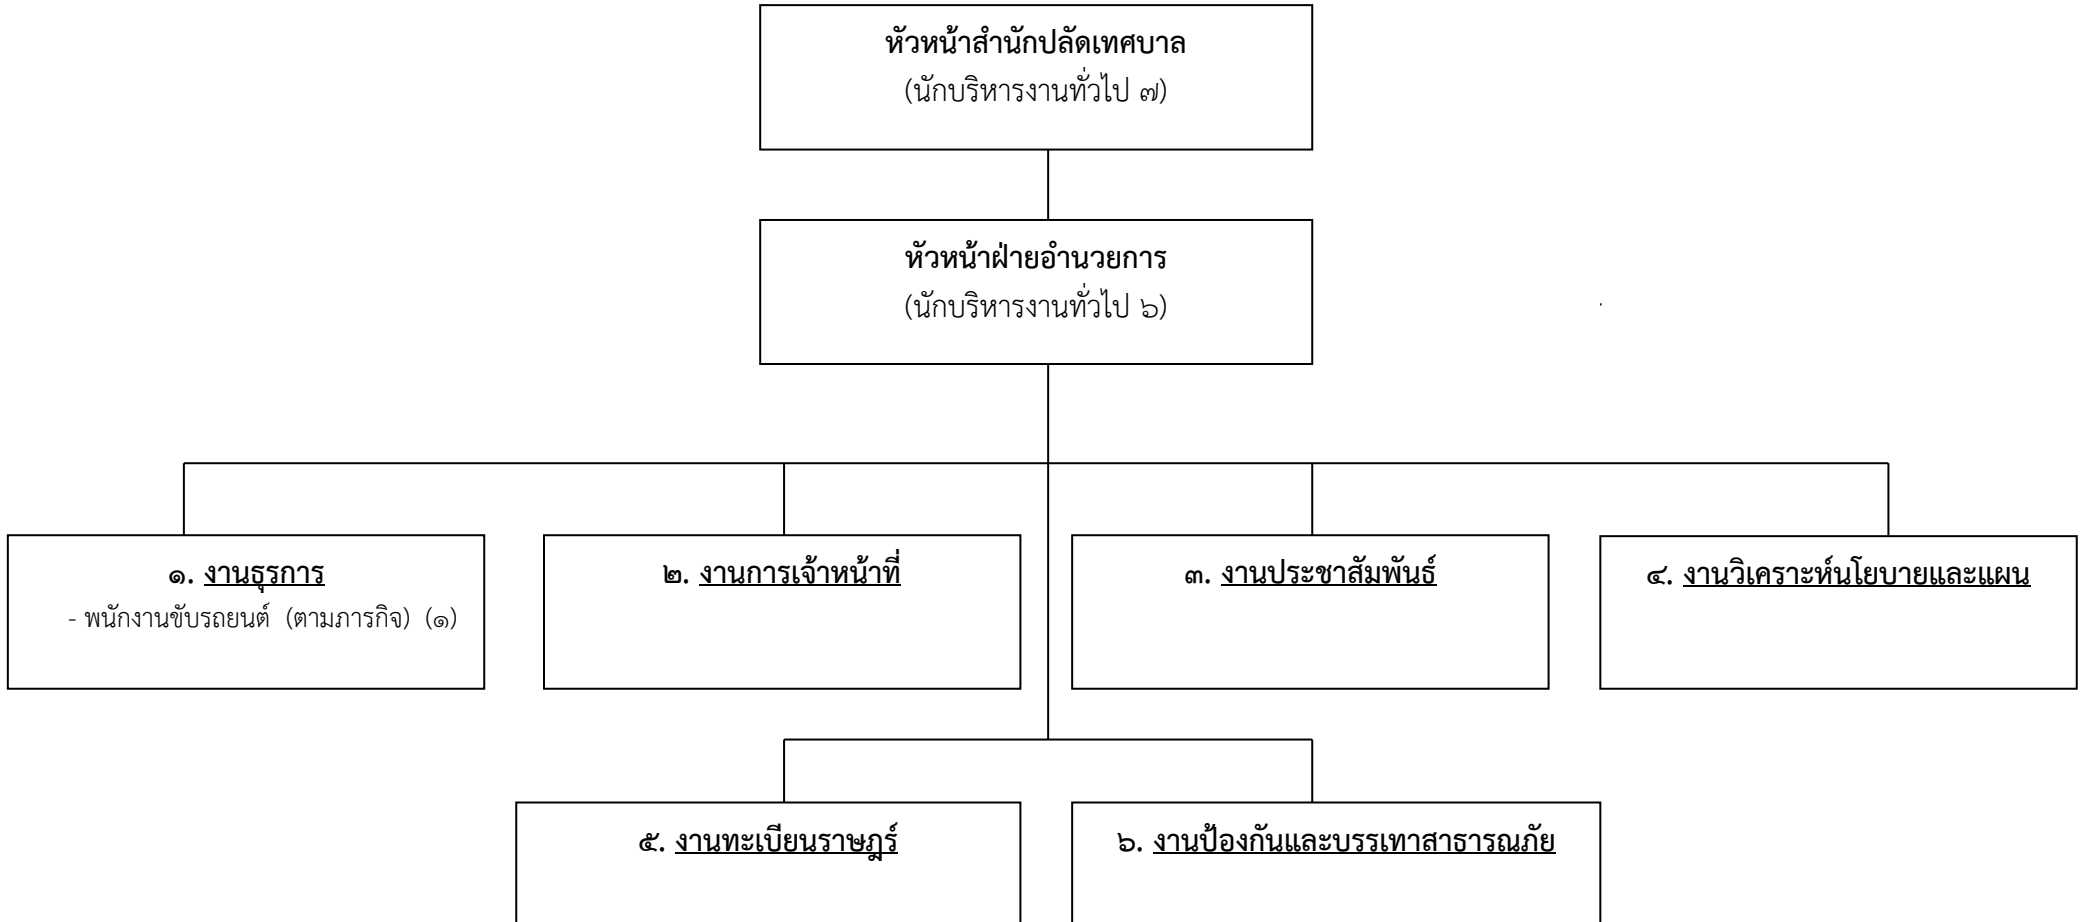 หัวหน้าสำนักปลัดเทศบาล
(นักบริหารงานทั่วไป ๗)
หัวหน้าฝ่ายอำนวยการ
(นักบริหารงานทั่วไป ๖)
๑. งานธุรการ
- พนักงานขับรถยนต์ (ตามภารกิจ) (๑)
๒. งานการเจ้าหน้าที่
๓. งานประชาสัมพันธ์
๔. งานวิเคราะห์นโยบายและแผน
๕. งานทะเบียนราษฎร์
๖. งานป้องกันและบรรเทาสาธารณภัย